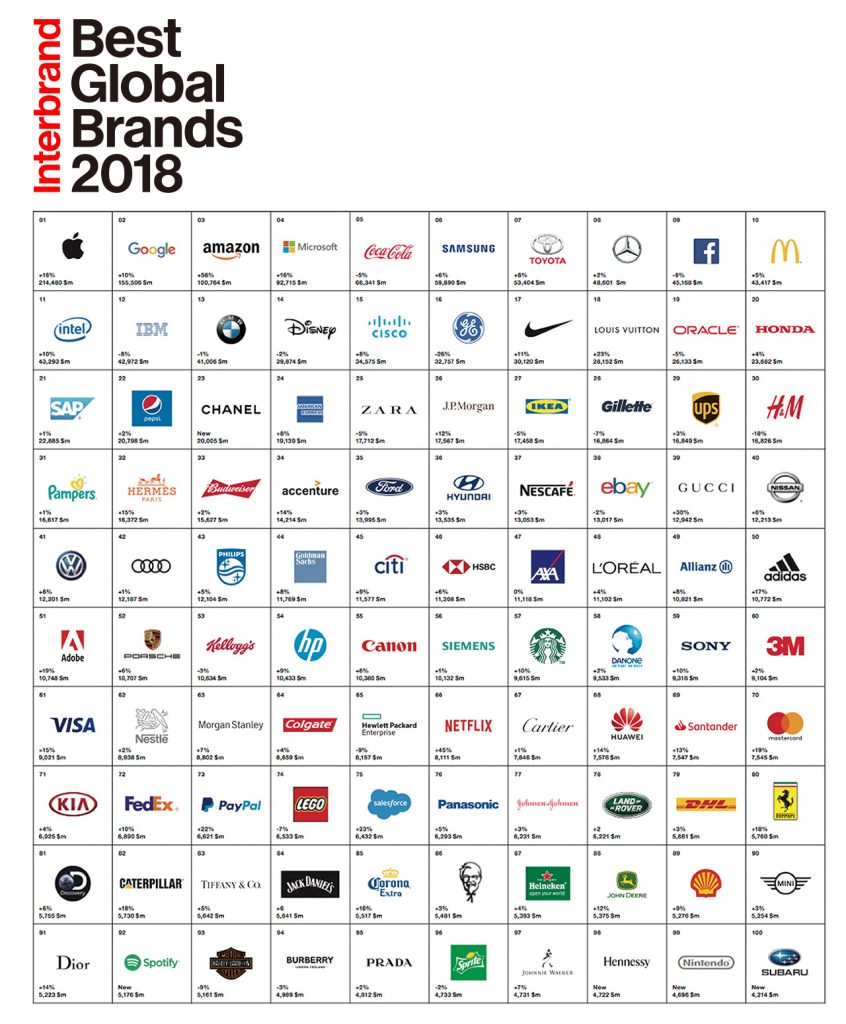 Interbrand
Best
Global
Brands
2018
01
+16%
214,480 $m
02
Google
+10%
155,506 $m
03
amazon
+56%
100,764 $m
04
Microsoft
+16%
92,715 $m
05
Coca-Cola
-5%
66,341 $m
06
SAMSUNG
+6%
59,890 $m
07
TOYOTA
+6%
53,404 $m
08
+2%
48,601 $m
09
f
-6%
45,168 $m
10
+5%
43,417 $m
11
intel
+10%
43,293 $m
12
IBM
-8%
42,972 $m
13
BMW
-1%
41,006 $m
14
Disney
-2%
39,874 $m
15
CISCO
+8%
34,575 $m
16
-26%
32,757 $m
17
+11%
30,120 $m
18
LOUIS VUITTON
+23%
28,152 $m
19
ORACLE
-5%
26,133 $m
20
HONDA
+4%
23,682 $m
21
SAP
+1%
22,885 $m
22
pepsi
+2%
20,798 $m
23
CHANEL
New
20,005 $m
24
AMERICAN
EXPRESS
+8%
19,139 $m
25
ZARA
-5%
17,712 $m
26
J.P.Morgan
+12%
17,567 $m
27
IKEA
-5%
17,458 $m
28
Gillette
-7%
16,864 $m
29
ups
+3%
16,849 $m
30
H&M
-18%
16,826 $m
31
Pampers
+1%
16,617 $m
32
HERMÈS
PARIS
+15%
16,372 $m
33
Budweiser
+2%
15,627 $m
34
accenture
+14%
14,214 $m
35
Ford
+3%
13,995 $m
36
HYUNDAI
+3%
13,535 $m
37
NESCAFÉ
+3%
13,053 $m
38
ebay
-2%
13,017 $m
39
GUCCI
+30%
12,942 $m
40
NISSAN
+6%
12,213 $m
41
+6%
12,201 $m
42
+1%
12,187 $m
43
PHILIPS
+5%
12,104 $m
44
Goldman
Sachs
+8%
11,769 $m
45
citi
+9%
11,577 $m
46
HSBC
+6%
11,208 $m
47
AXA
0%
11,118 $m
48
L'ORÉAL
+4%
11,102 $m
49
Allianz
+8%
10,821 $m
50
adidas
+17%
10,772 $m
51
Adobe
+19%
10,748 $m
52
PORSCHE
+6%
10,707 $m
53
Kellogg's
-3%
10,634 $m
54
hp
+9%
10,433 $m
55
Canon
+6%
10,380 $m
56
SIEMENS
+1%
10,132 $m
57
+10%
9,615 $m
58
DANONE
+2%
9,533 $m
59
SONY
+10%
9,316 $m
60
3M
+2%
9,104 $m
61
VISA
+15%
9,021 $m
62
Nestlé
+2%
8,938 $m
63
Morgan Stanley
+7%
8,802 $m
64
Colgate
+4%
8,659 $m
65
Hewlett Packard
Enterprise
-9%
8,157 $m
66
NETFLIX
+45%
8,111 $m
67
Cartier
+1%
7,646 $m
68
HUAWEI
+14%
7,578 $m
69
Santander
+13%
7,547 $m
70
mastercard
+19%
7,545 $m
71
KIA
+4%
6,925 $m
72
FedEx
+19%
6,890 $m
73
PayPal
+22%
6,621 $m
74
LEGO
-7%
6,533 $m
75
salesforce
+23%
6,432 $m
76
Panasonic
+5%
6,293 $m
77
Johnson & Johnson
+3%
6,231 $m
78
LAND
ROVER
+2
6,221 $m
79
DHL
+3%
5,881 $m
80
Ferrari
+18%
5,760 $m
81
Discovery
+6%
5,755 $m
82
CATERPILLAR
+18%
5,730 $m
83
TIFFANY & CO.
+5%
5,642 $m
84
JACK DANIEL'S
+6
5,641 $m
85
Corona
Extra
+16%
5,517 $m
86
+3%
5,481 $m
87
Heineken
open your world
+4%
5,393 $m
88
JOHN DEERE
+12%
5,375 $m
89
+9%
5,276 $m
90
MINI
+3%
5,254 $m
91
Dior
+14%
5,223 $m
92
Spotify
New
5,176 $m
93
HARLEY-DAVIDSON
-9%
5,161 $m
94
BURBERRY
LONDON ENGLAND
-3%
4,989 $m
95
PRADA
+2%
4,812 $m
96
Sprite
-2%
4,733 $m
97
JOHNNIE WALKER
+7%
4,731 $m
98
Hennessy
New
4,722 $m
99
Nintendo
New
4,696 $m
100
SUBARU
New
4,214 $m